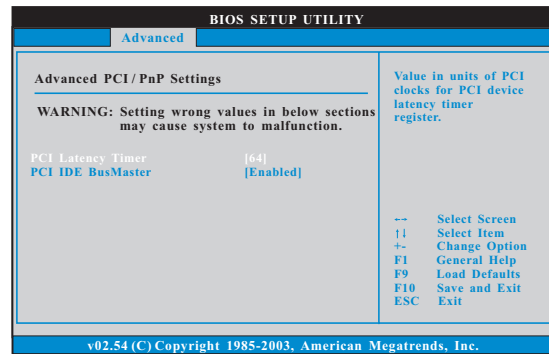 BIOS SETUP UTILITY
Advanced
Advanced PCI / PnP Settings
WARNING: Setting wrong values in below sections
may cause system to malfunction.
PCI Latency Timer [64]
PCI IDE BusMaster [Enabled]
Value in units of PCI
clocks for PCI device
latency timer
register.
←→ Select Screen
↑↓ Select Item
+- Change Option
F1 General Help
F9 Load Defaults
F10 Save and Exit
ESC Exit
v02.54 (C) Copyright 1985-2003, American Megatrends, Inc.